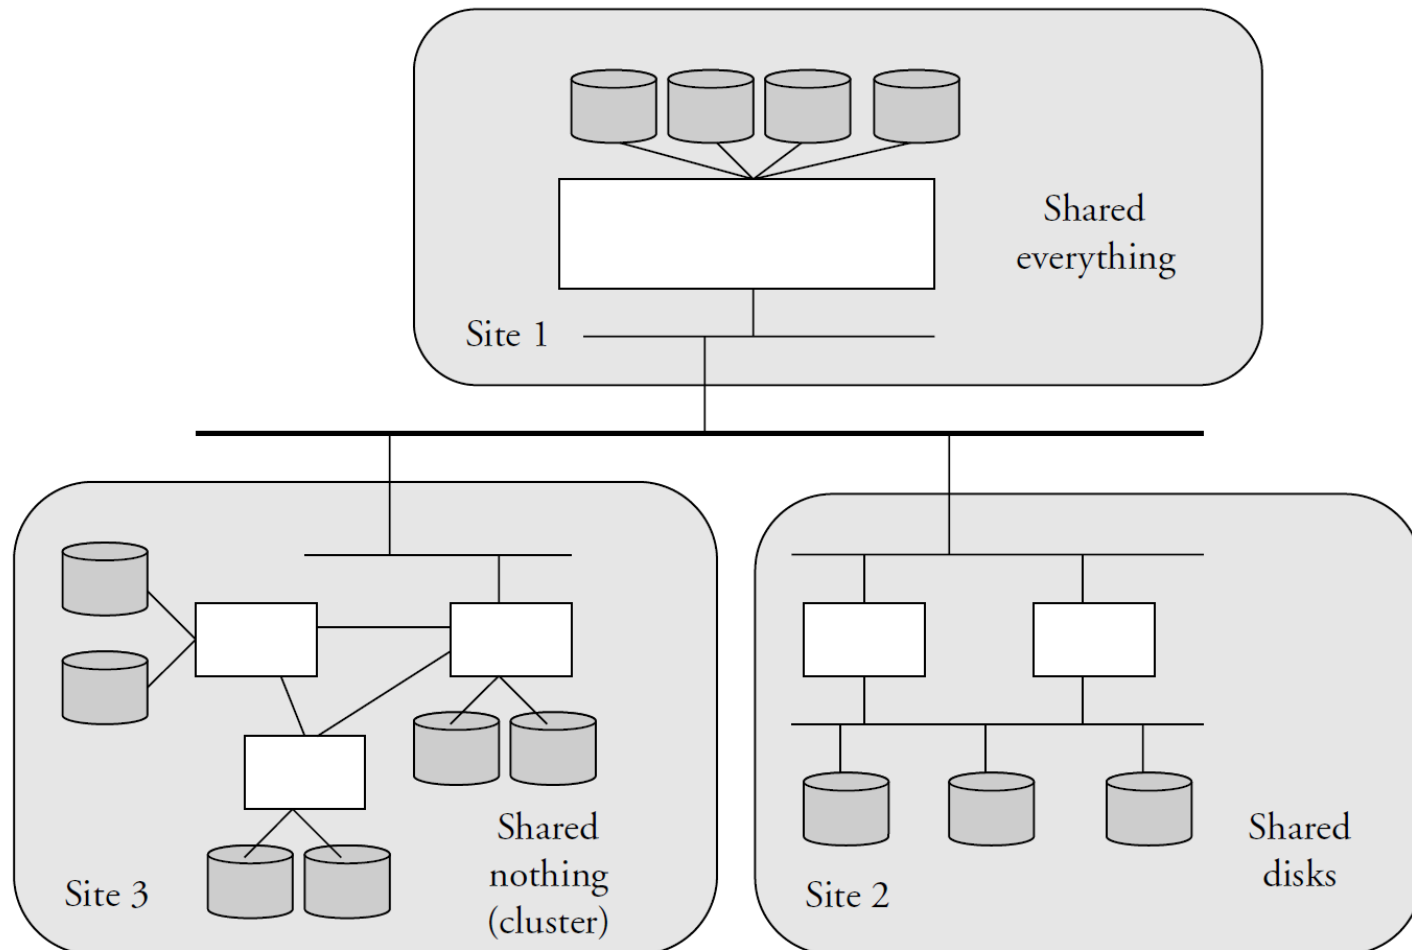 Shared
everything
Site 1
Shared
nothing
(cluster)
Site 3
Shared
disks
Site 2